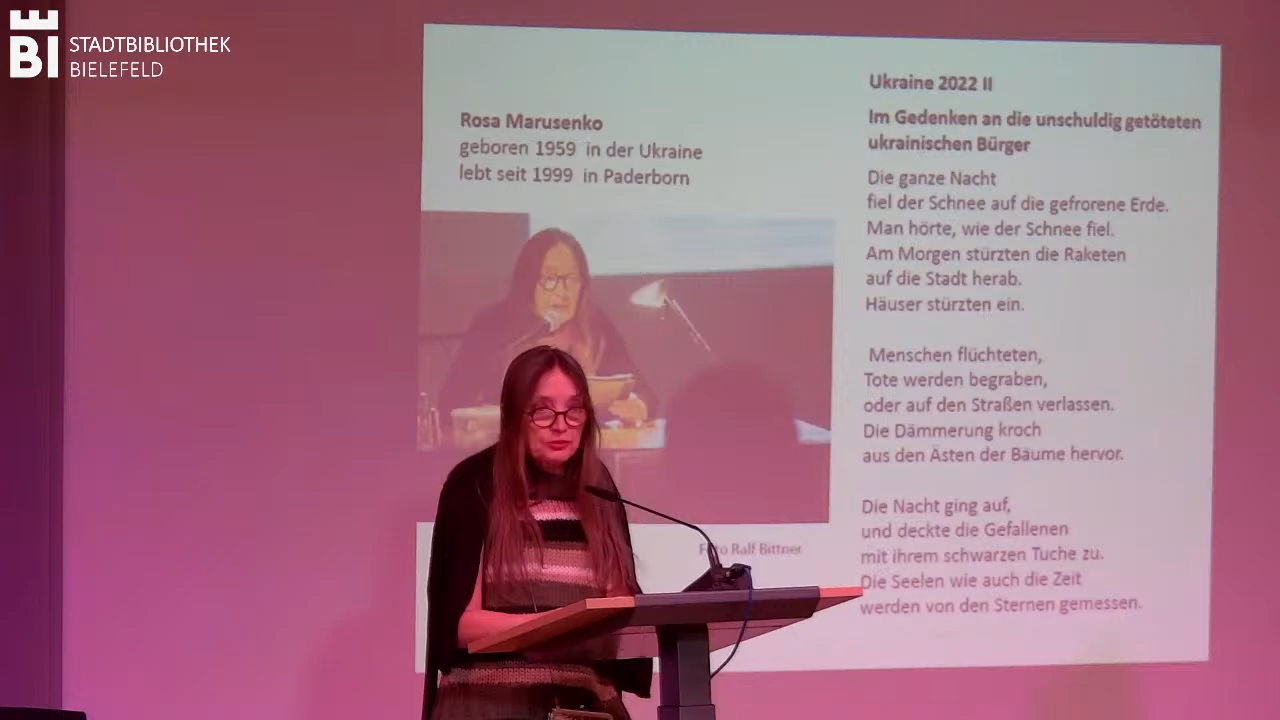 BI STADTBIBLIOTHEK
BIELEFELD
Rosa Marusenko
geboren 1959 in der Ukraine
lebt seit 1999 in Paderborn
Foto Ralf Bittner
Ukraine 2022 II
Im Gedenken an die unschuldig getöteten
ukrainischen Bürger
Die ganze Nacht
fiel der Schnee auf die gefrorene Erde.
Man hörte, wie der Schnee fiel.
Am Morgen stürzten die Raketen
auf die Stadt herab.
Häuser stürzten ein.
Menschen flüchteten,
Tote werden begraben,
oder auf den Straßen verlassen.
Die Dämmerung kroch
aus den Ästen der Bäume hervor.
Die Nacht ging auf,
und deckte die Gefallenen
mit ihrem schwarzen Tuche zu.
Die Seelen wie auch die Zeit
werden von den Sternen gemessen.